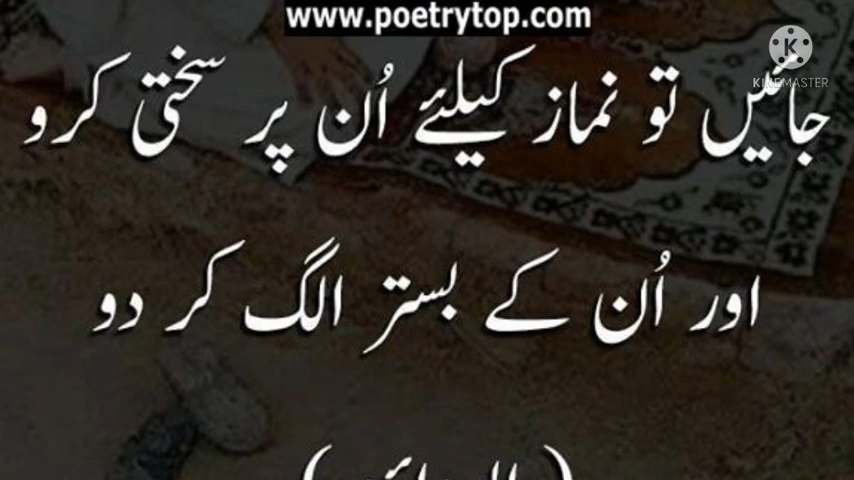 www.poetrytop.com
KINEMASTER
جائیں تو نماز کیلئے اُن پر سختی کرو
اور اُن کے بستر الگ کر دو